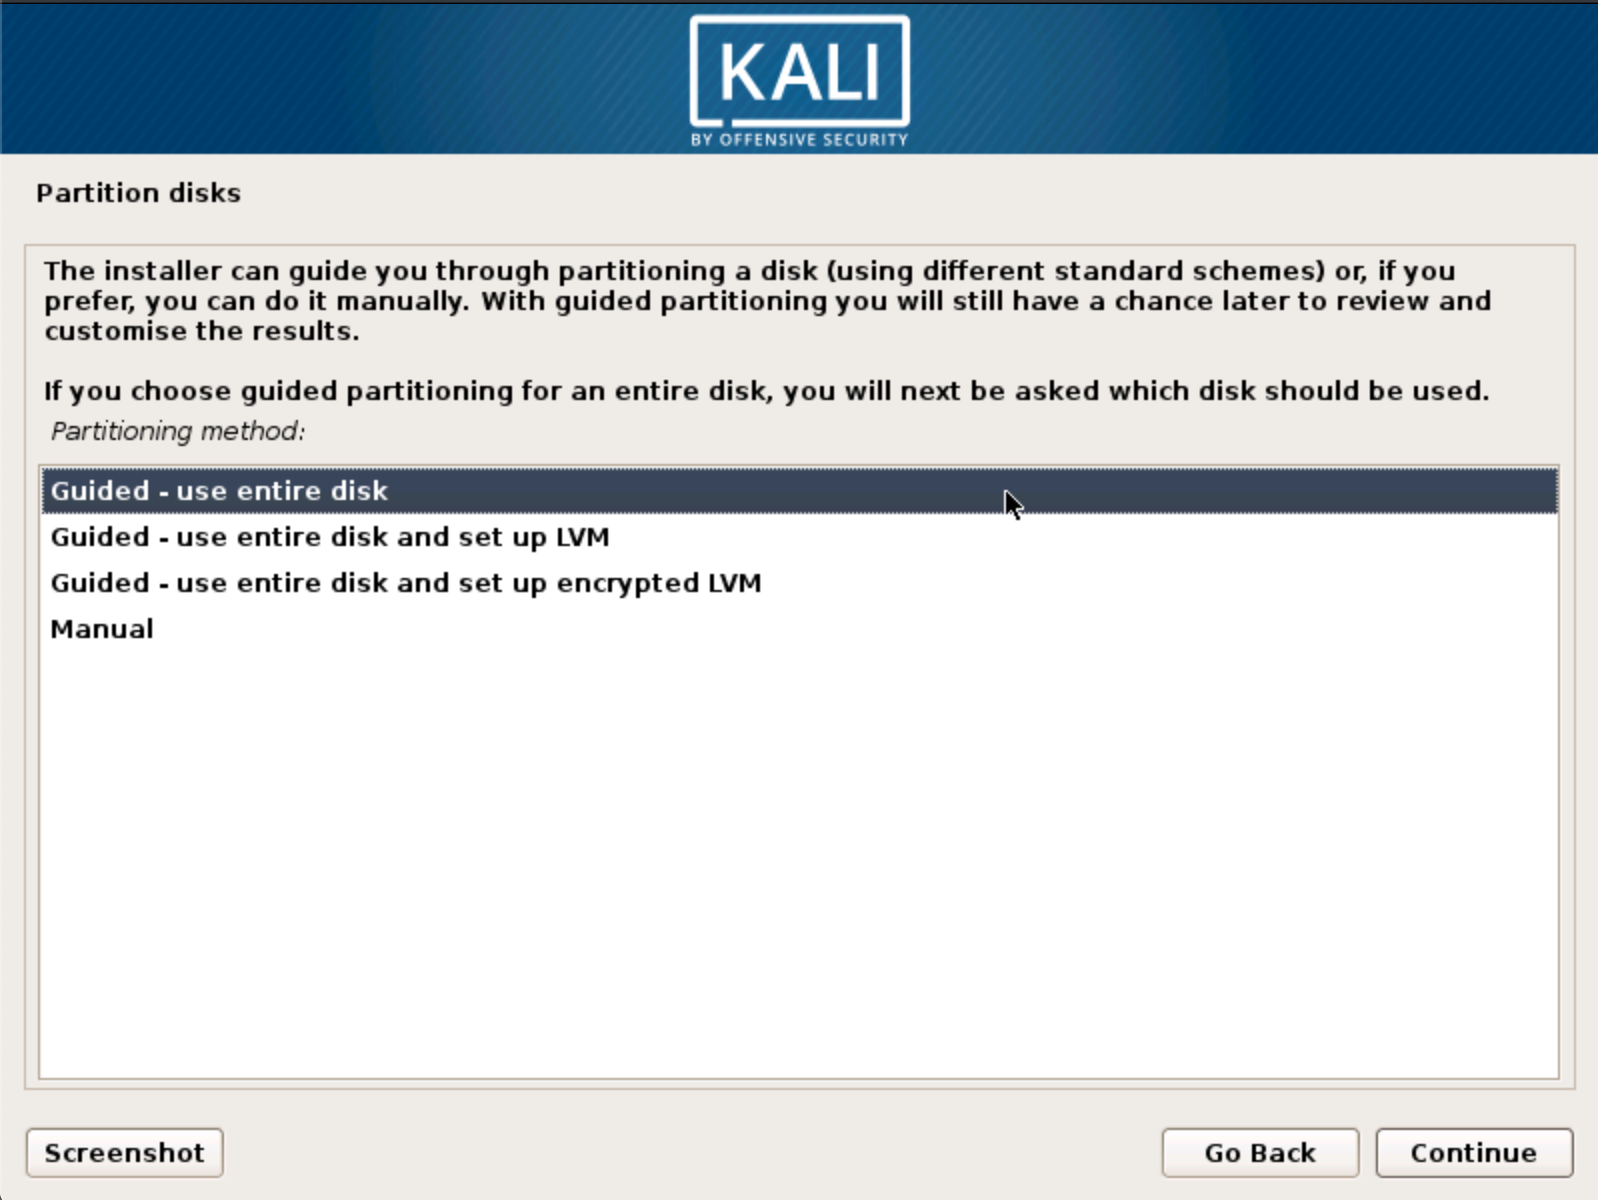 KALI
BY OFFENSIVE SECURITY
Partition disks
The installer can guide you through partitioning a disk (using different standard schemes) or, if you
prefer, you can do it manually. With guided partitioning you will still have a chance later to review and
customise the results.
If you choose guided partitioning for an entire disk, you will next be asked which disk should be used.
Partitioning method:
Guided - use entire disk
Guided - use entire disk and set up LVM
Guided - use entire disk and set up encrypted LVM
Manual
Screenshot
Go Back
Continue